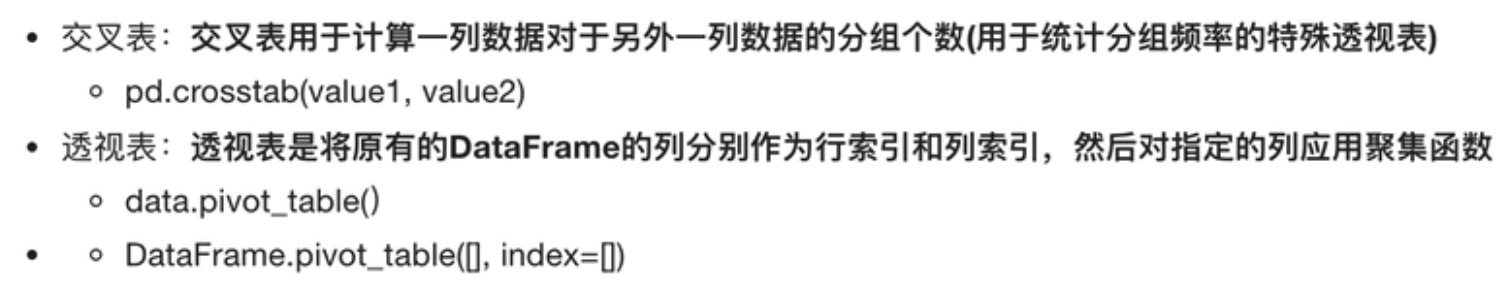 • 交叉表：交叉表用于计算一列数据对于另外一列数据的分组个数(用于统计分组频率的特殊透视表)
◦ pd.crosstab(value1, value2)
• 透视表：透视表是将原有的DataFrame的列分别作为行索引和列索引，然后对指定的列应用聚集函数
◦ data.pivot_table()
• ◦ DataFrame.pivot_table([], index=[])